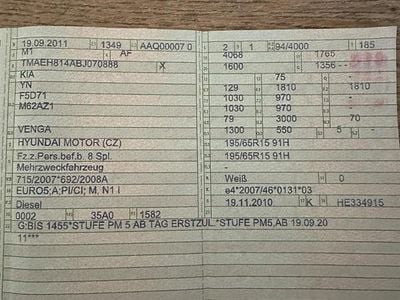 19.09.2011 1349 AAQ00007 0
M1 AF
TMAEH814ABJ070888 X
KIA
YN
F5D71
M62AZ1
VENGA
HYUNDAI MOTOR (CZ)
Fz.z.Pers.bef.b. 8 Spl.
Mehrzweckfahrzeug
715/2007*692/2008A
EURO5;A;PI/CI; M, N1 I
Diesel
0002 35A0 1582
G:BIS 1455*STUFE PM 5 AB TAG ERSTZUL.*STUFE PM5,AB 19.09.20
11***
2 1 94/4000 185
4068 1765
1600 1356 - -
75 -
129 1810 1810
1030 970 -
1030 970 -
79 3000 70
1300 550 5 -
195/65R15 91H
195/65R15 91H
Weiß 0
e4*2007/46*0131*03
19.11.2010 K HE334915